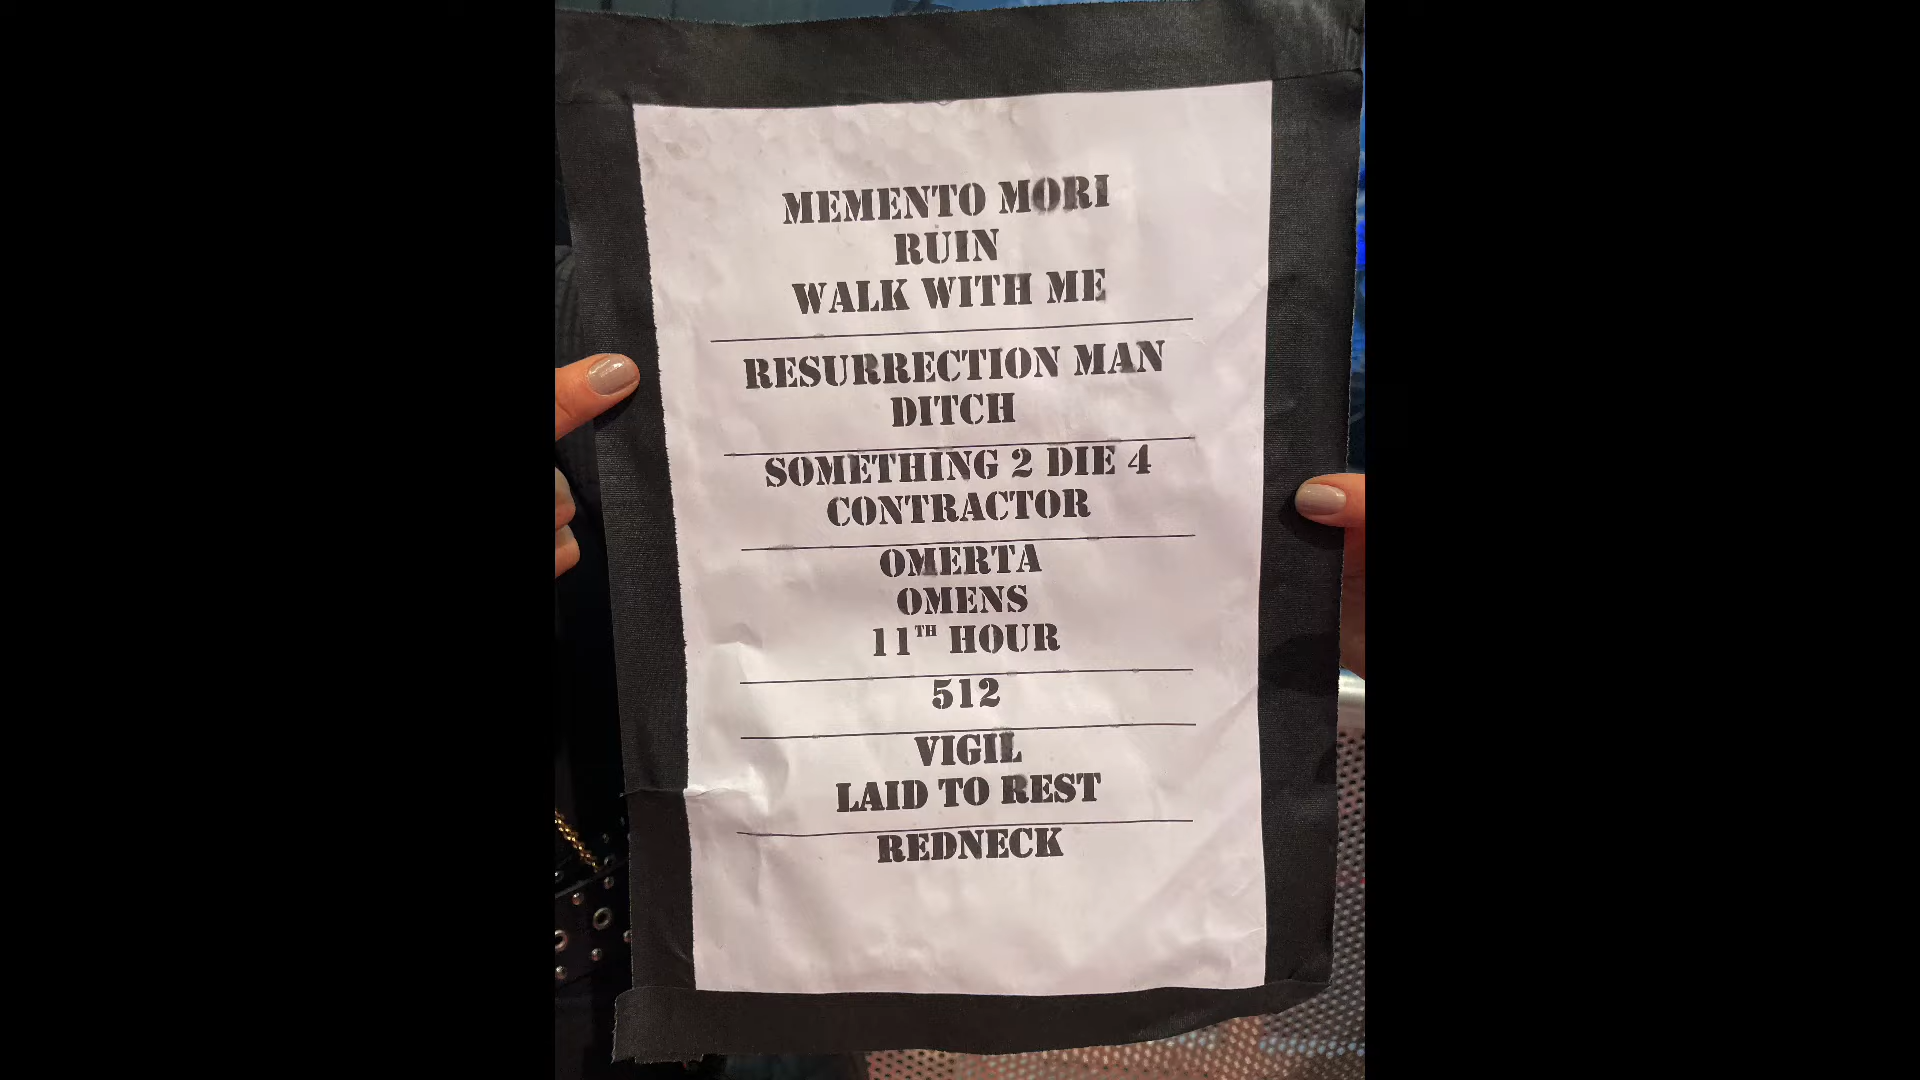 MEMENTO MORI
RUIN
WALK WITH ME
RESURRECTION MAN
DITCH
SOMETHING 2 DIE 4
CONTRACTOR
OMERTA
OMENS
11TH HOUR
512
VIGIL
LAID TO REST
REDNECK